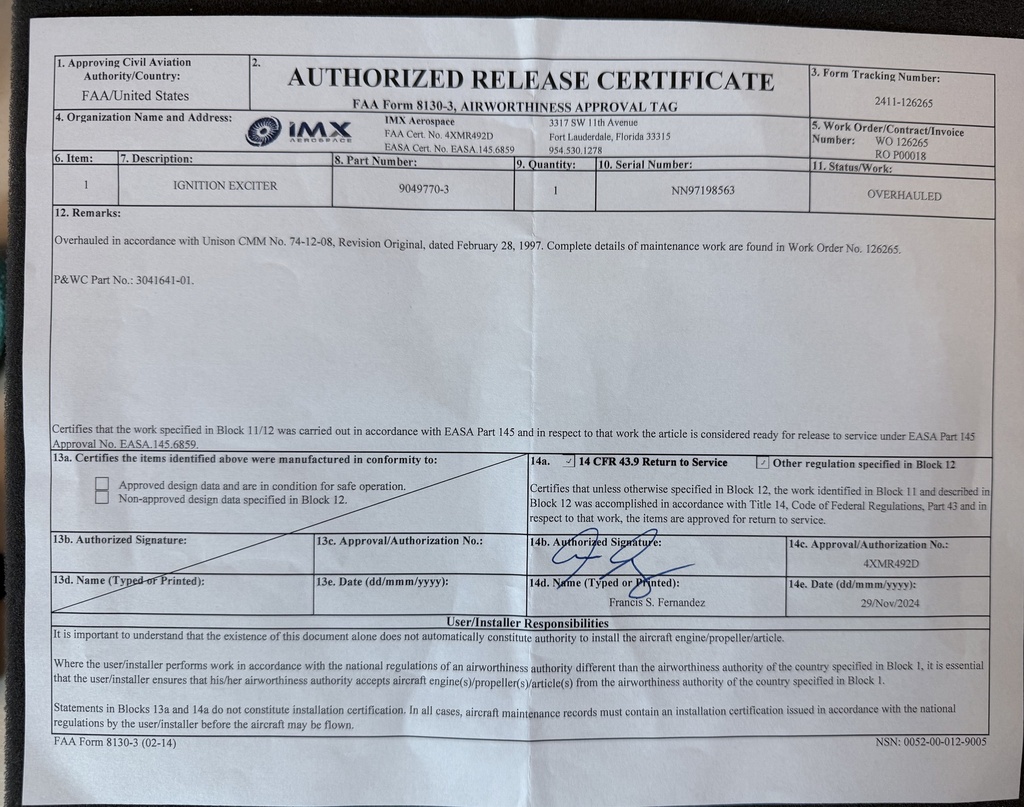 1. Approving Civil Aviation
Authority/Country:
FAA/United States
2.
AUTHORIZED RELEASE CERTIFICATE
FAA Form 8130-3, AIRWORTHINESS APPROVAL TAG
3. Form Tracking Number:
2411-126265
4. Organization Name and Address:
IMX
AEROSPACE
IMX Aerospace
FAA Cert. No. 4XMR492D
EASA Cert. No. EASA.145.6859
3317 SW 11th Avenue
Fort Lauderdale, Florida 33315
954.530.1278
5. Work Order/Contract/Invoice
Number: WO 126265
RO P00018
6. Item:
7. Description:
8. Part Number:
9. Quantity:
10. Serial Number:
11. Status/Work:
1
IGNITION EXCITER
9049770-3
1
NN97198563
OVERHAULED
12. Remarks:
Overhauled in accordance with Unison CMM No. 74-12-08, Revision Original, dated February 28, 1997. Complete details of maintenance work are found in Work Order No. 126265.
P&WC Part No.: 3041641-01.
Certifies that the work specified in Block 11/12 was carried out in accordance with EASA Part 145 and in respect to that work the article is considered ready for release to service under EASA Part 145
Approval No. EASA.145.6859.
13a. Certifies the items identified above were manufactured in conformity to:
Approved design data and are in condition for safe operation.
Non-approved design data specified in Block 12.
14a. 14 CFR 43.9 Return to Service
Other regulation specified in Block 12
Certifies that unless otherwise specified in Block 12, the work identified in Block 11 and described in
Block 12 was accomplished in accordance with Title 14, Code of Federal Regulations, Part 43 and in
respect to that work, the items are approved for return to service.
13b. Authorized Signature:
13c. Approval/Authorization No.:
14b. Authorized Signature:
14c. Approval/Authorization No.:
4XMR492D
13d. Name (Typed or Printed):
13e. Date (dd/mmm/yyyy):
14d. Name (Typed or Printed):
Francis S. Fernandez
14e. Date (dd/mmm/yyyy):
29/Nov/2024
User/Installer Responsibilities
It is important to understand that the existence of this document alone does not automatically constitute authority to install the aircraft engine/propeller/article.
Where the user/installer performs work in accordance with the national regulations of an airworthiness authority different than the airworthiness authority of the country specified in Block 1, it is essential
that the user/installer ensures that his/her airworthiness authority accepts aircraft engine(s)/propeller(s)/article(s) from the airworthiness authority of the country specified in Block 1.
Statements in Blocks 13a and 14a do not constitute installation certification. In all cases, aircraft maintenance records must contain an installation certification issued in accordance with the national
regulations by the user/installer before the aircraft may be flown.
FAA Form 8130-3 (02-14)
NSN: 0052-00-012-9005